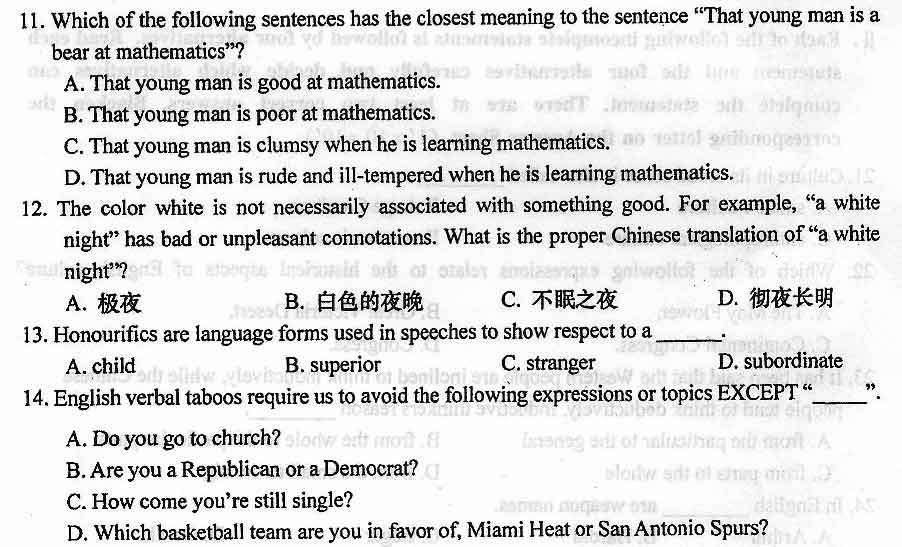 11. Which of the following sentences has the closest meaning to the sentence “That young man is a
bear at mathematics”?
A. That young man is good at mathematics.
B. That young man is poor at mathematics.
C. That young man is clumsy when he is learning mathematics.
D. That young man is rude and ill-tempered when he is learning mathematics.
12. The color white is not necessarily associated with something good. For example, “a white
night” has bad or unpleasant connotations. What is the proper Chinese translation of “a white
night”?
A. 极夜 B. 白色的夜晚 C. 不眠之夜 D. 彻夜长明
13. Honourifics are language forms used in speeches to show respect to a ______.
A. child B. superior C. stranger D. subordinate
14. English verbal taboos require us to avoid the following expressions or topics EXCEPT “_____”.
A. Do you go to church?
B. Are you a Republican or a Democrat?
C. How come you’re still single?
D. Which basketball team are you in favor of, Miami Heat or San Antonio Spurs?